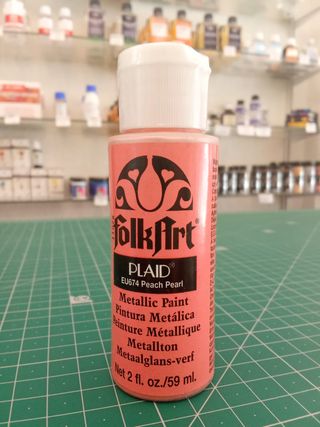 FolkArt®
PLAID®
EU674 Peach Pearl
Metallic Paint
Pintura Metálica
Peinture Métallique
Metallton
Metaalglans-verf
Net 2 fl. oz./59 ml.